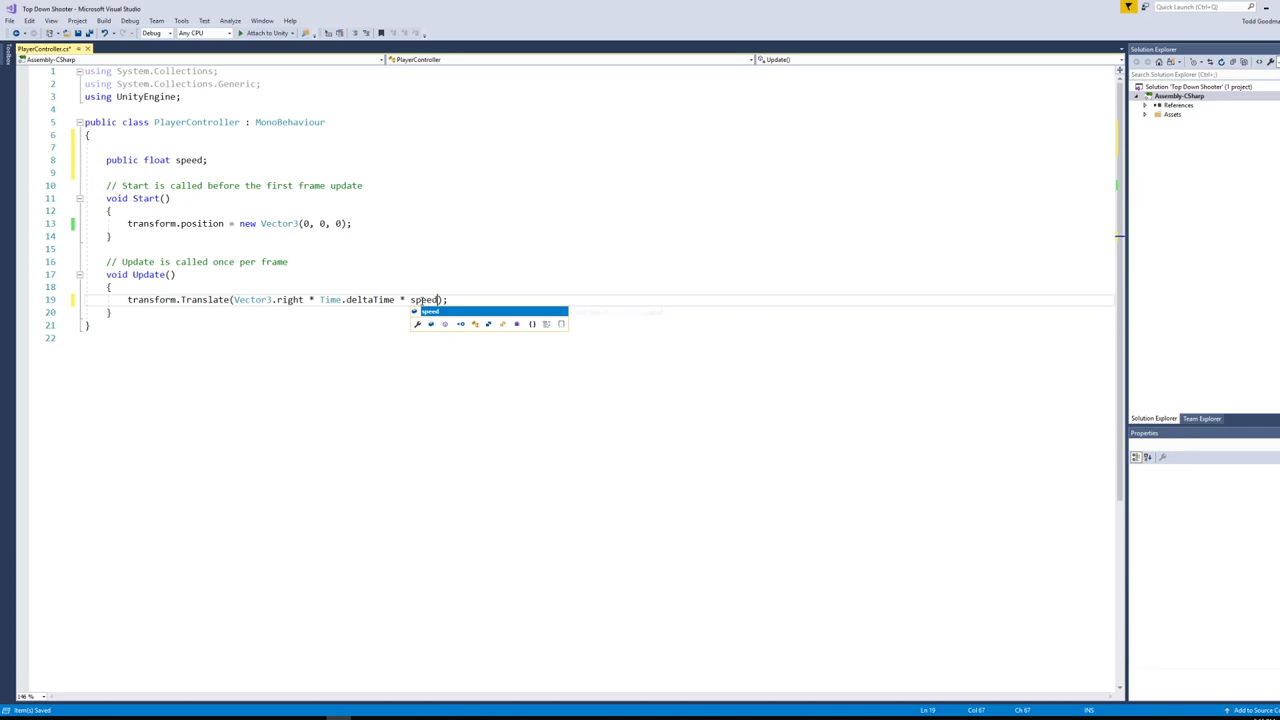 Top Down Shooter - Microsoft Visual Studio
Quick Launch (Ctrl+Q)
File Edit View Project Build Debug Team Tools Test Analyze Window Help
Debug Any CPU Attach to Unity
Toolbox
PlayerController.cs*
Assembly-CSharp PlayerController Update()
1 using System.Collections;
2 using System.Collections.Generic;
3 using UnityEngine;
4
5 public class PlayerController : MonoBehaviour
6 {
7
8 public float speed;
9
10 // Start is called before the first frame update
11 void Start()
12 {
13 transform.position = new Vector3(0, 0, 0);
14 }
15
16 // Update is called once per frame
17 void Update()
18 {
19 transform.Translate(Vector3.right * Time.deltaTime * speed);
speed
20 }
21 }
22
146 %
Solution Explorer
Search Solution Explorer (Ctrl+;)
Solution 'Top Down Shooter' (1 project)
Assembly-CSharp
References
Assets
Solution Explorer Team Explorer
Properties
Item(s) Saved Ln 19 Col 67 Ch 67 INS Add to Source C